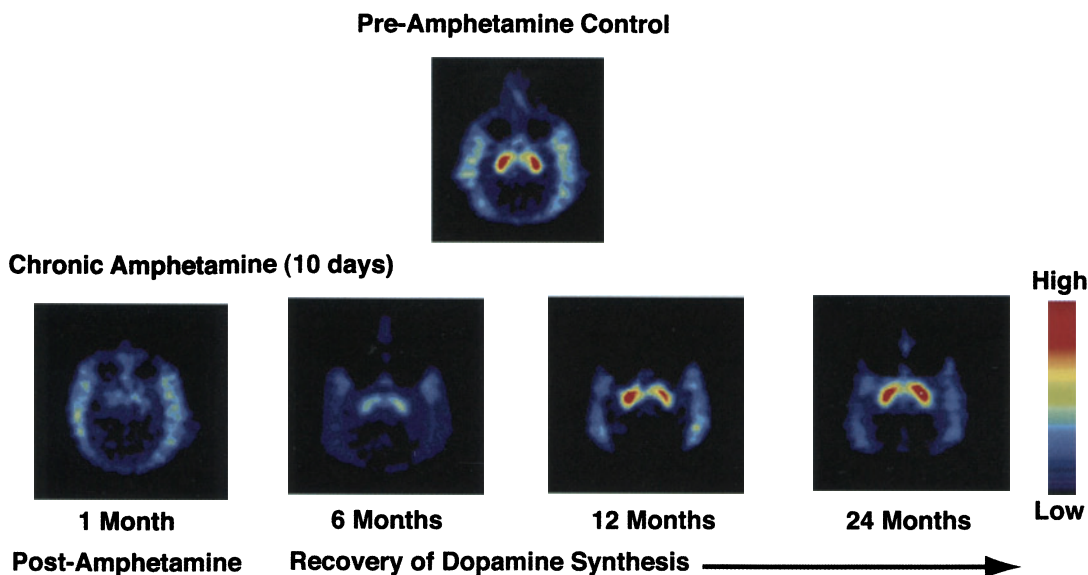 Pre-Amphetamine Control
Chronic Amphetamine (10 days)
High
Low
1 Month
6 Months
12 Months
24 Months
Post-Amphetamine
Recovery of Dopamine Synthesis